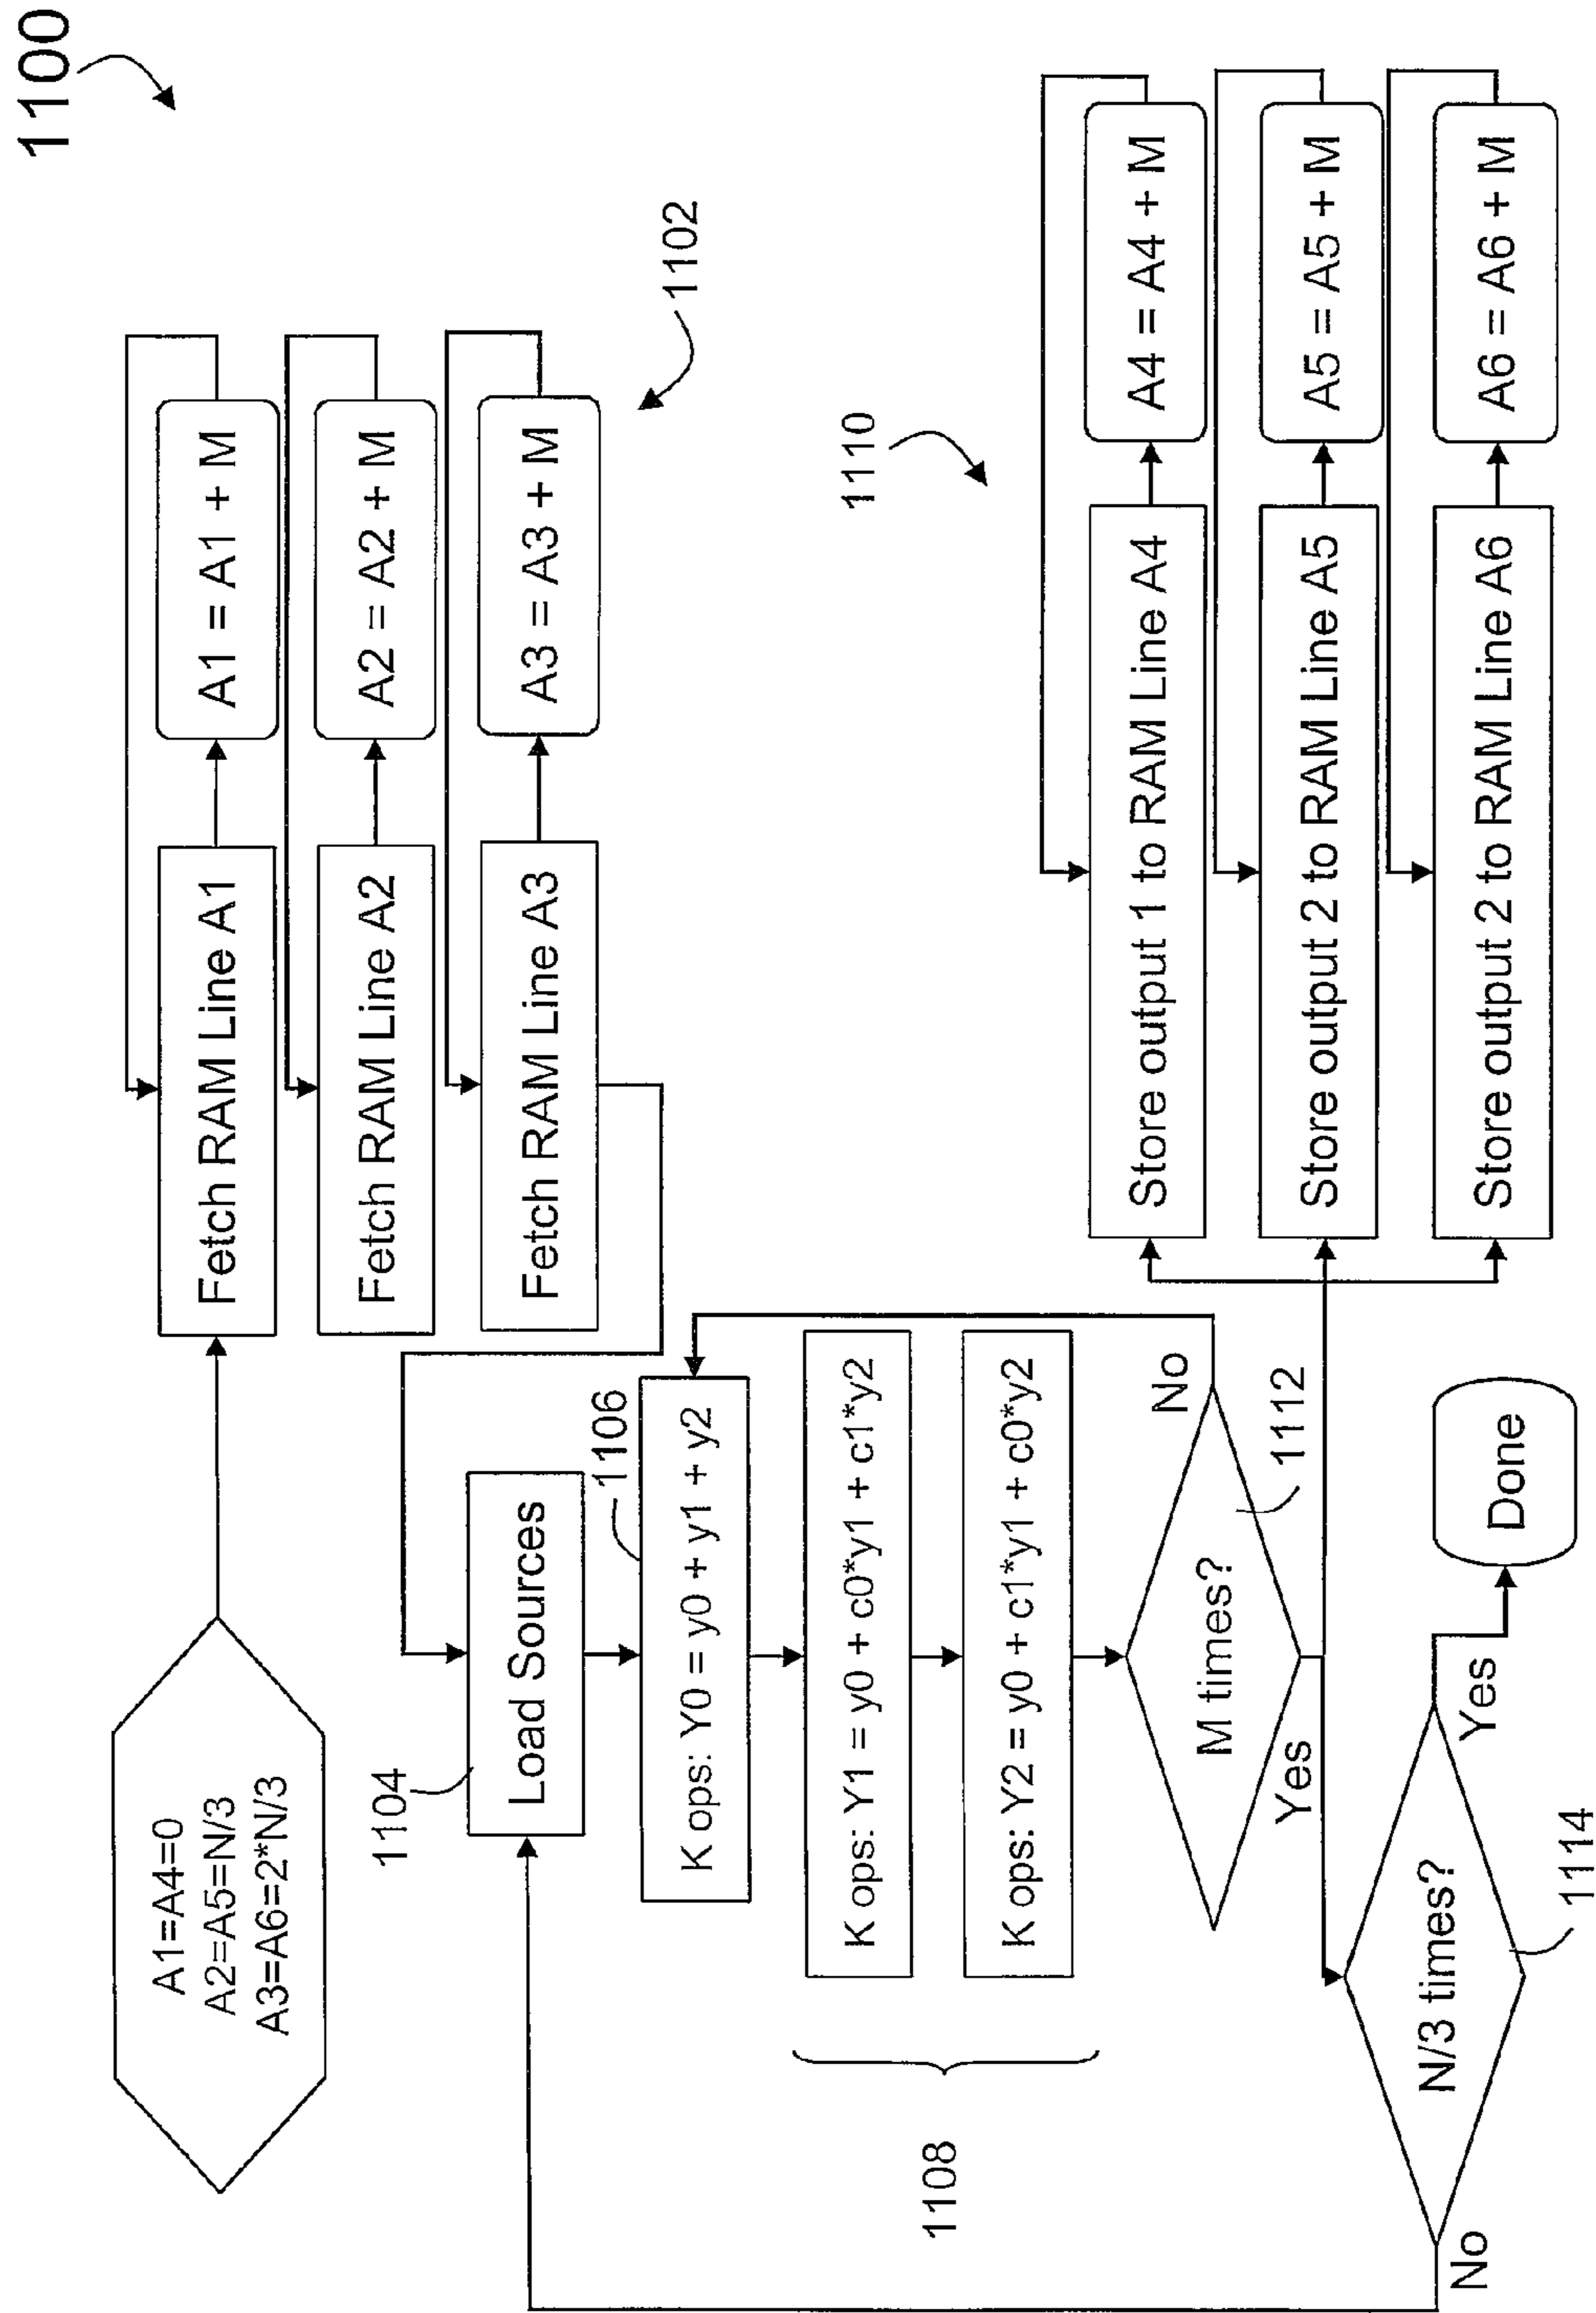 1100
A1=A4=0
A2=A5=N/3
A3=A6=2*N/3
Fetch RAM Line A1
A1 = A1 + M
Fetch RAM Line A2
A2 = A2 + M
Fetch RAM Line A3
A3 = A3 + M
1102
1104
Load Sources
1106
K ops: Y0 = y0 + y1 + y2
K ops: Y1 = y0 + c0*y1 + c1*y2
K ops: Y2 = y0 + c1*y1 + c0*y2
1108
M times?
No
Yes
1112
1110
Store output 1 to RAM Line A4
A4 = A4 + M
Store output 2 to RAM Line A5
A5 = A5 + M
Store output 2 to RAM Line A6
A6 = A6 + M
N/3 times?
No
Yes
1114
Done